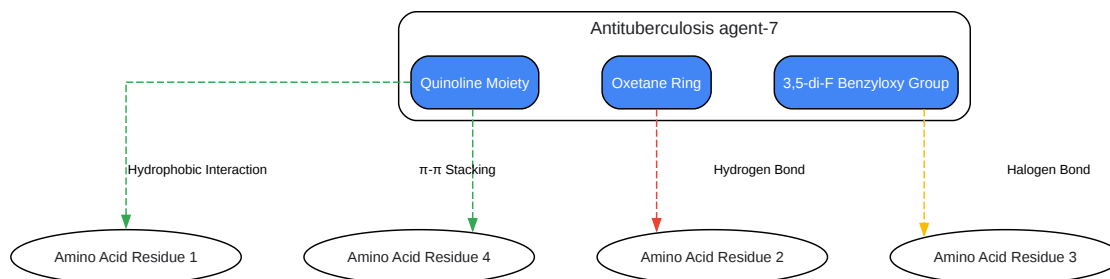 Antituberculosis agent-7
Quinoline Moiety
Oxetane Ring
3,5-di-F Benzyloxy Group
Hydrophobic Interaction
π-π Stacking
Hydrogen Bond
Halogen Bond
Amino Acid Residue 1
Amino Acid Residue 4
Amino Acid Residue 2
Amino Acid Residue 3